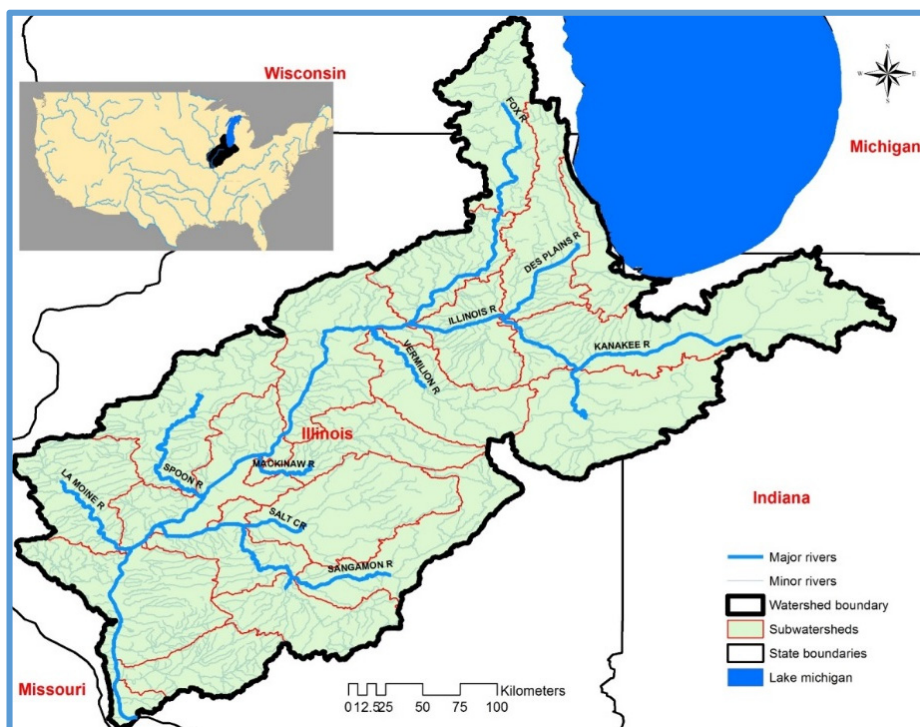 Wisconsin
N
W
E
S
Michigan
FOX R
DES PLAINS R
ILLINOIS R
KANAKEE R
VERMILION R
Illinois
MACKINAW R
SPOON R
LA MOINE R
SALT CR
SANGAMON R
Indiana
Missouri
Major rivers
Minor rivers
Watershed boundary
Subwatersheds
State boundaries
Lake michigan
Kilometers
0 12.5 25 50 75 100